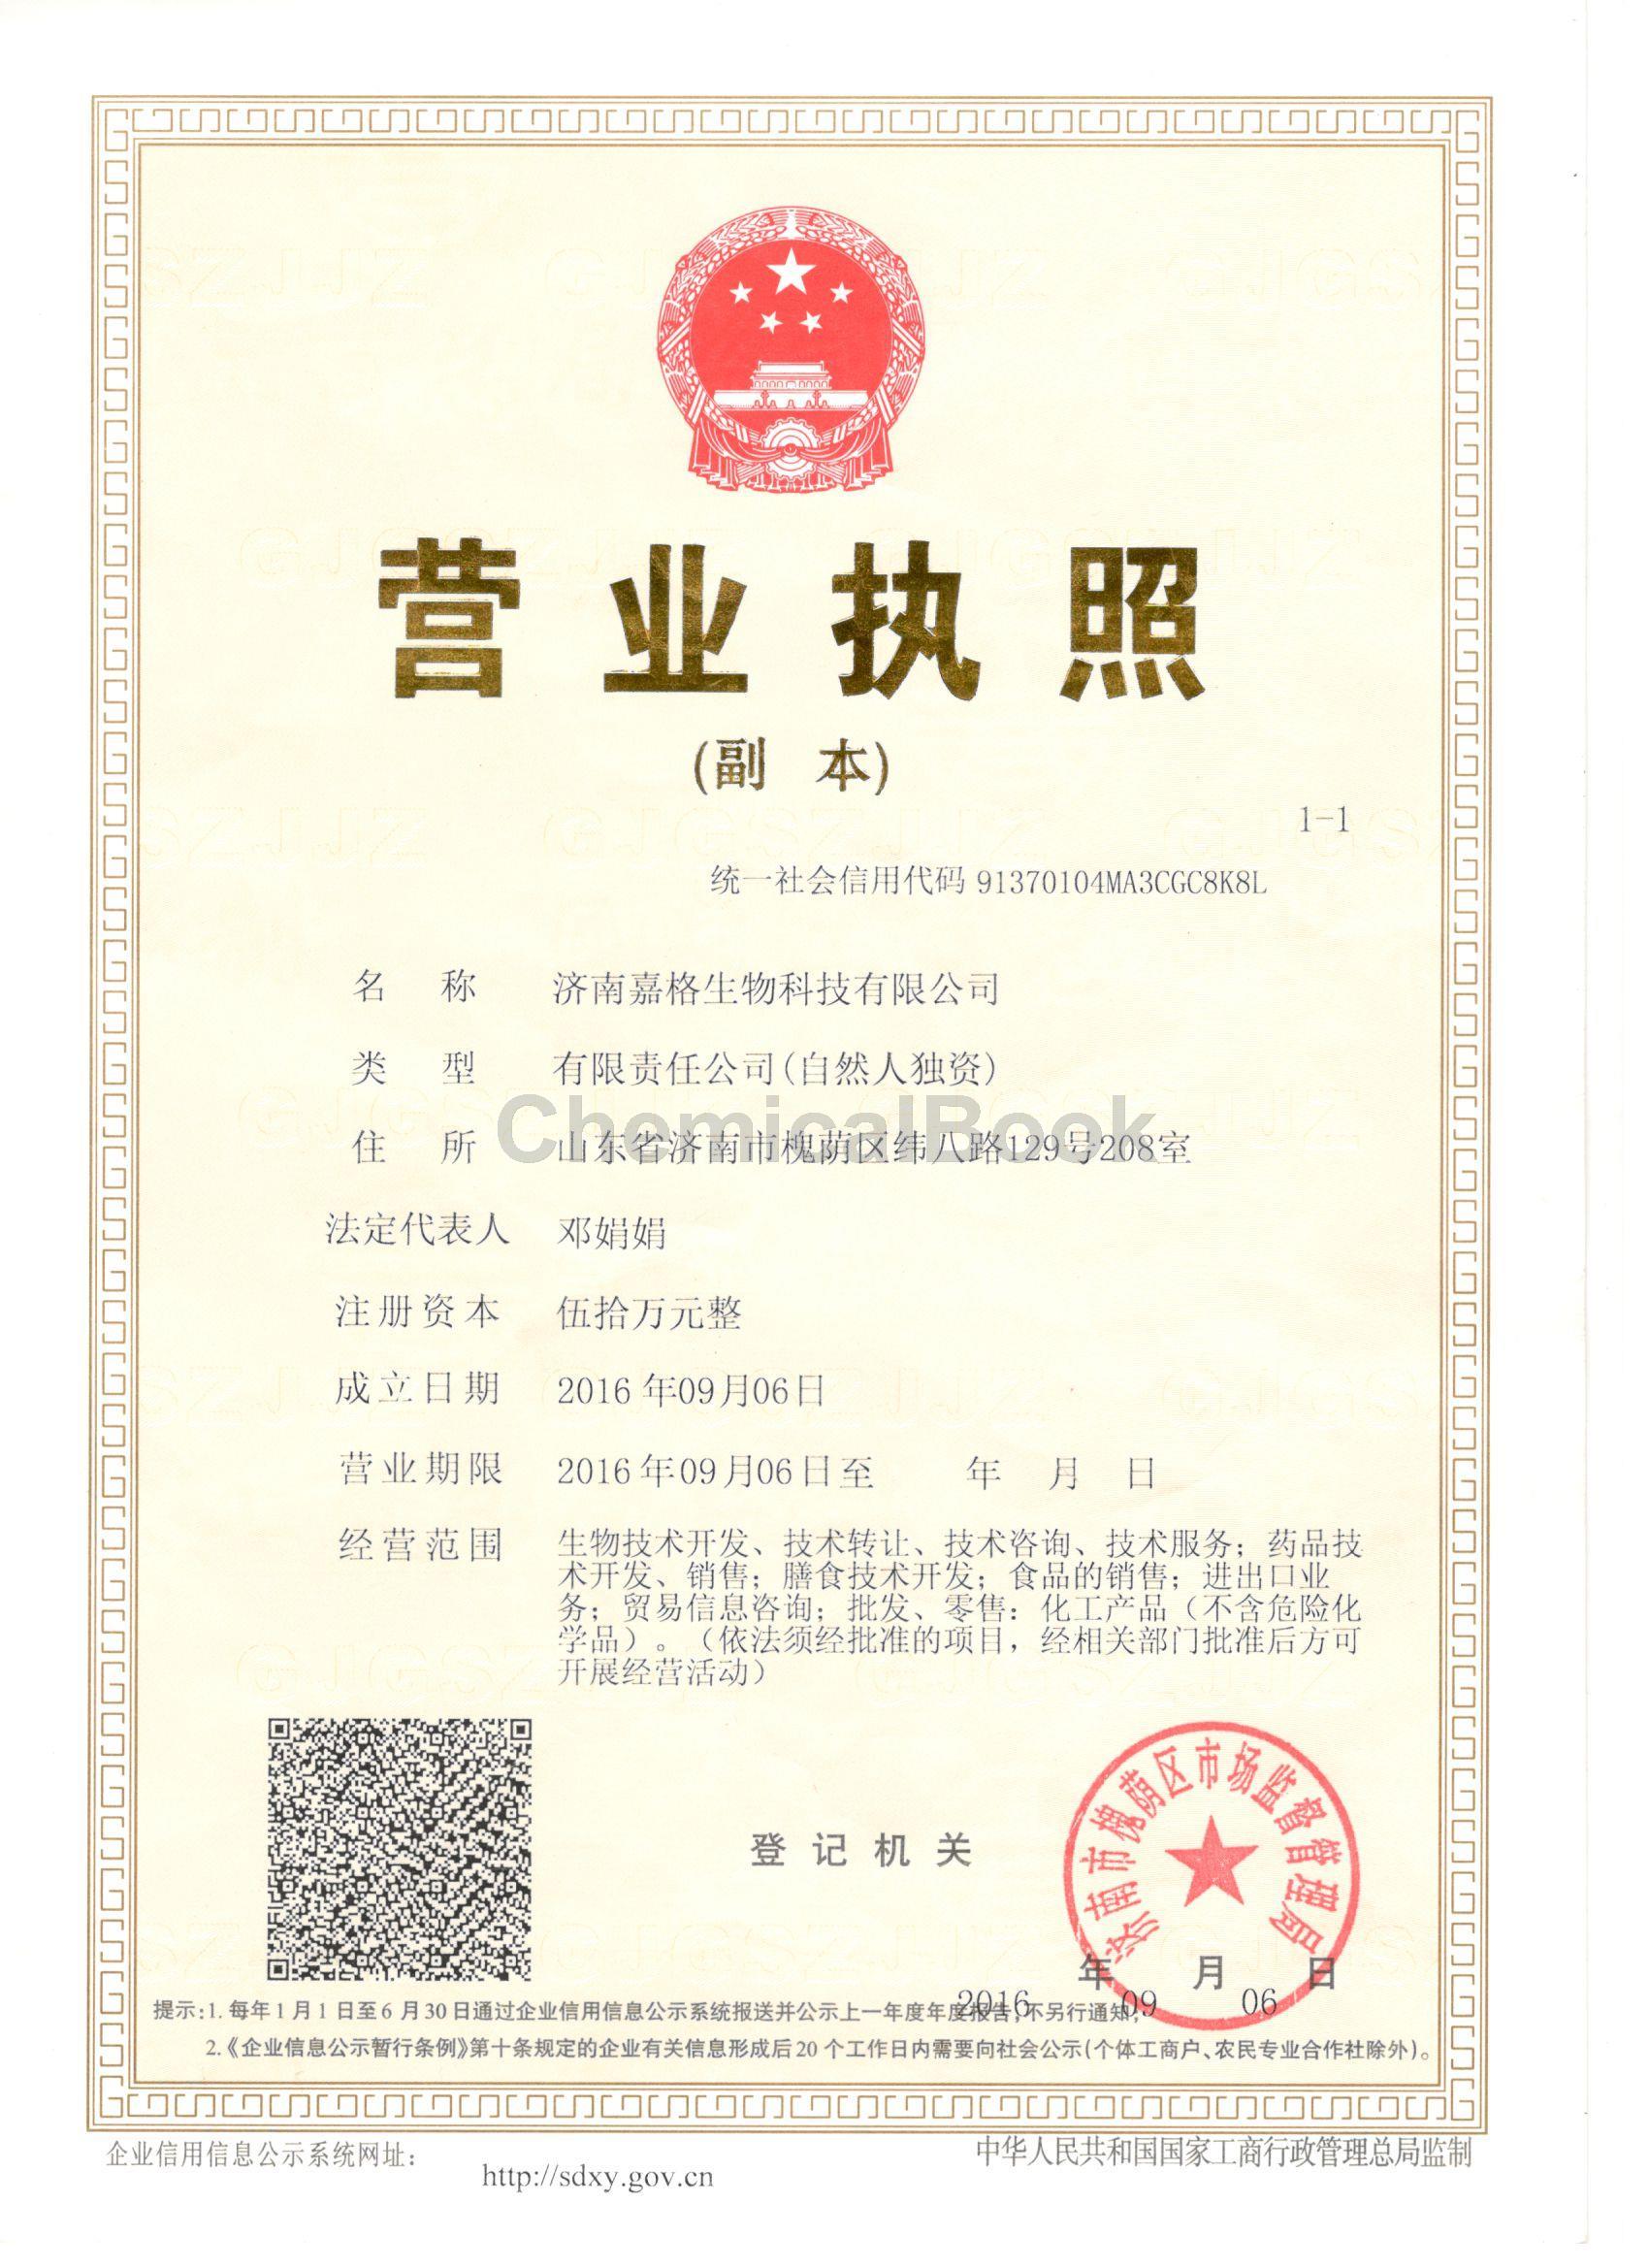 营业执照
(副 本)
1-1
统一社会信用代码 91370104MA3CGC8K8L
名 称 济南嘉格生物科技有限公司
类 型 有限责任公司(自然人独资)
ChemicalBook
住 所 山东省济南市槐荫区纬八路129号208室
法定代表人 邓娟娟
注册资本 伍拾万元整
成立日期 2016年09月06日
营业期限 2016年09月06日至 年 月 日
经营范围 生物技术开发、技术转让、技术咨询、技术服务；药品技
术开发、销售；膳食技术开发；食品的销售；进出口业
务；贸易信息咨询；批发、零售：化工产品（不含危险化
学品）。（依法须经批准的项目，经相关部门批准后方可
开展经营活动）
济南市槐荫区市场监督管理局
登记机关
年 月 日
2016 09 06
提示:1.每年1月1日至6月30日通过企业信用信息公示系统报送并公示上一年度年度报告,不另行通知;
2.《企业信息公示暂行条例》第十条规定的企业有关信息形成后20个工作日内需要向社会公示(个体工商户、农民专业合作社除外)。
企业信用信息公示系统网址：
http://sdxy.gov.cn
中华人民共和国国家工商行政管理总局监制